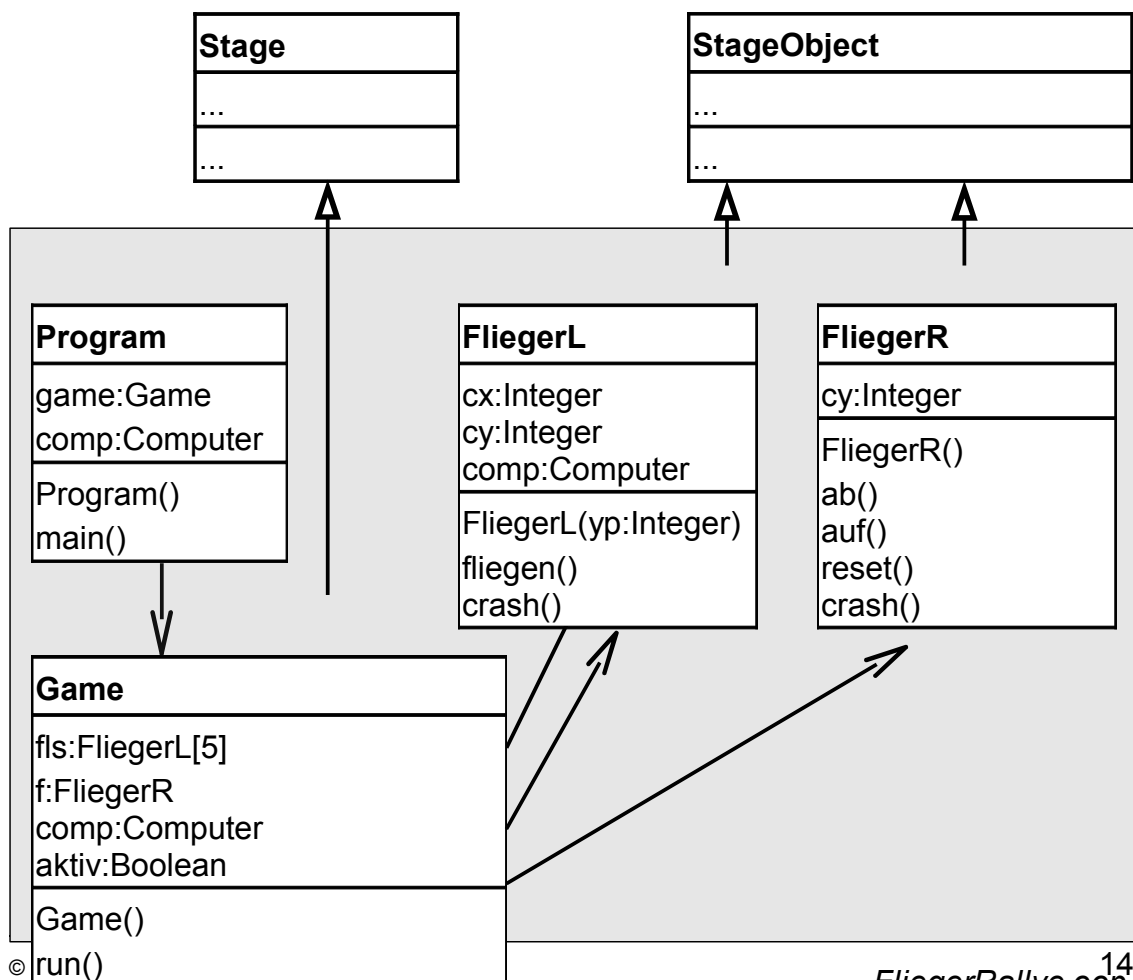 Stage
...
...
StageObject
...
...
Program
game:Game
comp:Computer
Program()
main()
FliegerL
cx:Integer
cy:Integer
comp:Computer
FliegerL(yp:Integer)
fliegen()
crash()
FliegerR
cy:Integer
FliegerR()
ab()
auf()
reset()
crash()
Game
fls:FliegerL[5]
f:FliegerR
comp:Computer
aktiv:Boolean
Game()
run()
©
14